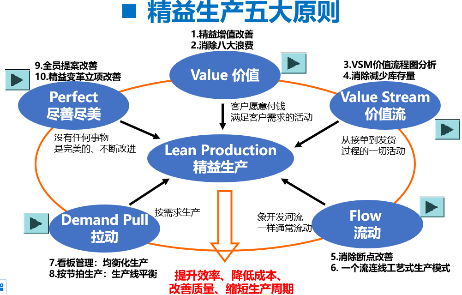 ■ 精益生产五大原则
1.精益增值改善
2.消除八大浪费
Value 价值
9.全员提案改善
10.精益变革立项改善
3.VSM价值流程图分析
4.消除减少库存量
Perfect
尽善尽美
客户愿意付钱
满足客户需求的活动
Value Stream
价值流
没有任何事物
是完美的、不断改进
Lean Production
精益生产
从接单到发货
过程的一切活动
Demand Pull
拉动
按需求生产
象开发河流
一样通常流动
Flow
流动
7.看板管理：均衡化生产
8.按节拍生产：生产线平衡
5.消除断点改善
6. 一个流连线工艺式生产模式
提升效率、降低成本、
改善质量、缩短生产周期